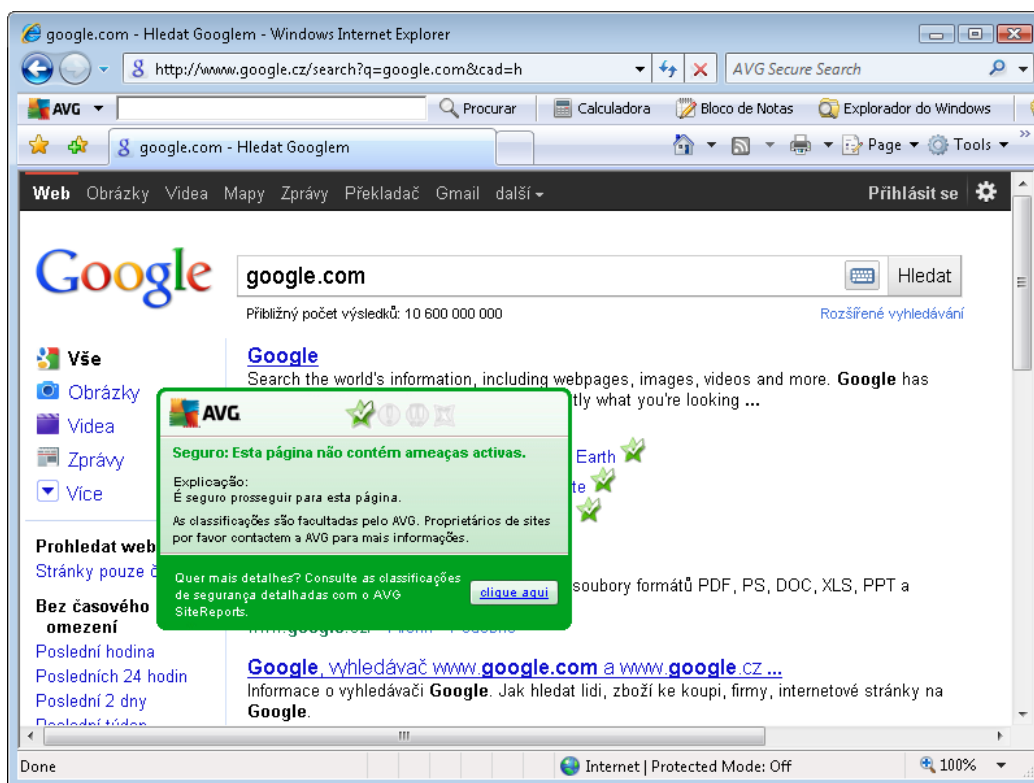 google.com - Hledat Googlem - Windows Internet Explorer
http://www.google.cz/search?q=google.com&cad=h
AVG Secure Search
AVG
Procurar
Calculadora
Bloco de Notas
Explorador do Windows
google.com - Hledat Googlem
Page
Tools
Web Obrázky Videa Mapy Zprávy Překladač Gmail další
Přihlásit se
Google
google.com
Hledat
Přibližný počet výsledků: 10 600 000 000
Rozšířené vyhledávání
Vše
Obrázky
Videa
Zprávy
Více
Prohledat web
Stránky pouze č
Bez časového
omezení
Poslední hodina
Posledních 24 hodin
Poslední 2 dny
Poslední týden
Google
Search the world's information, including webpages, images, videos and more. Google has
tly what you're looking ...
Earth
te
AVG
Seguro: Esta página não contém ameaças activas.
Explicação:
É seguro prosseguir para esta página.
As classificações são facultadas pelo AVG. Proprietários de sites
por favor contactem a AVG para mais informações.
Quer mais detalhes? Consulte as classificações
de segurança detalhadas com o AVG
SiteReports.
clique aqui
soubory formátů PDF, PS, DOC, XLS, PPT a
Google, vyhledávač www.google.com a www.google.cz ...
Informace o vyhledávači Google. Jak hledat lidi, zboží ke koupi, firmy, internetové stránky na
Google.
Done
Internet | Protected Mode: Off
100%